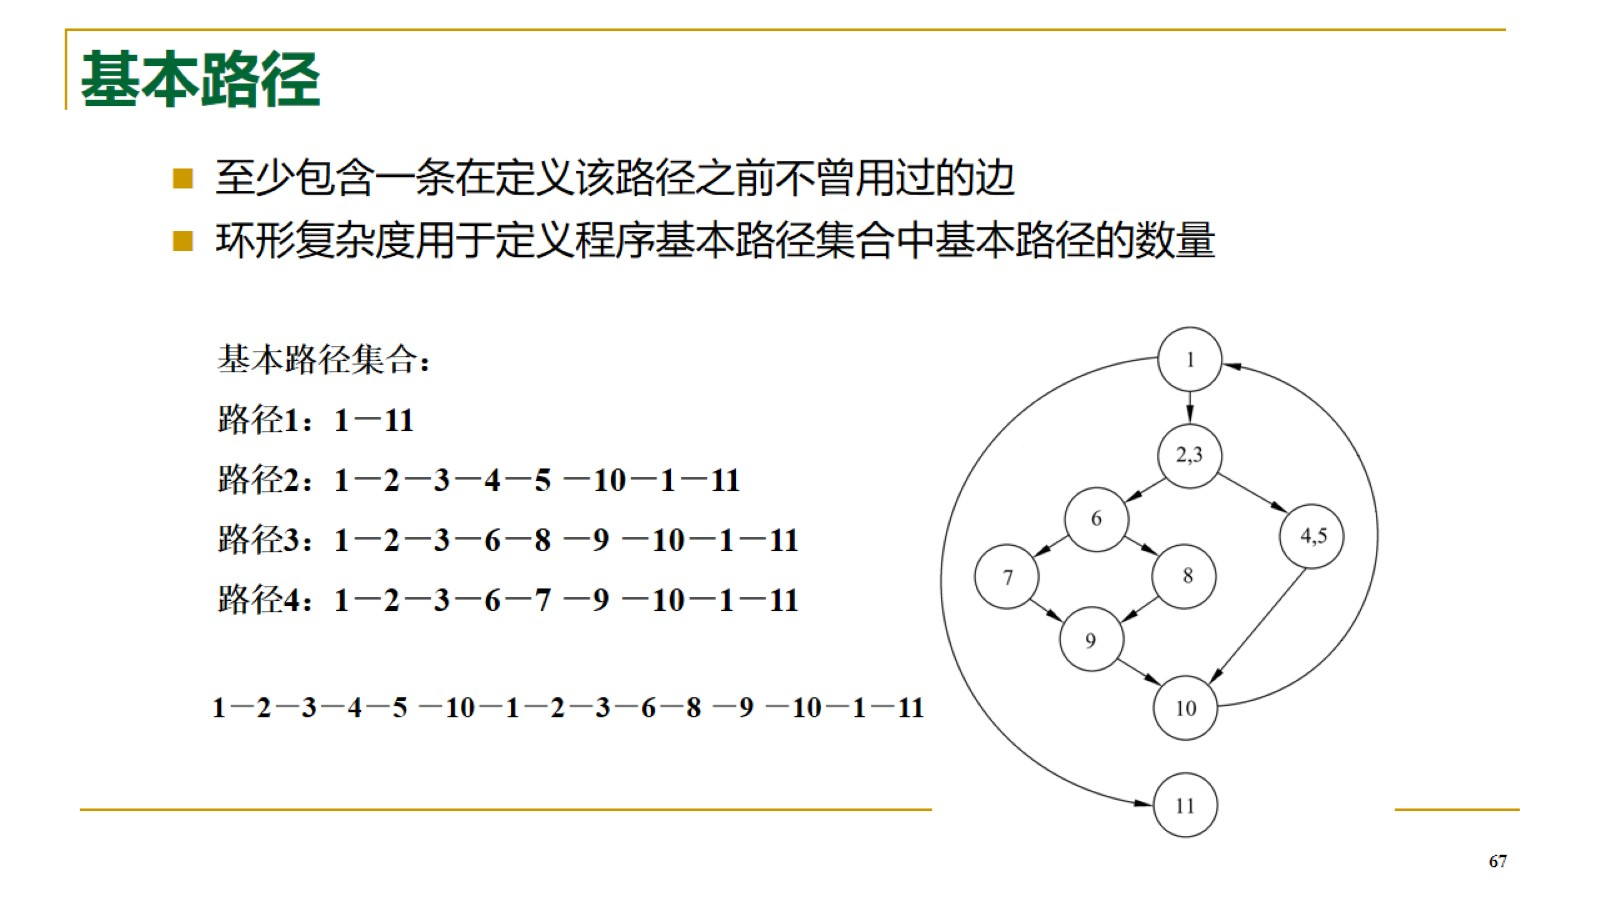 基本路径
至少包含一条在定义该路径之前不曾用过的边
环形复杂度用于定义程序基本路径集合中基本路径的数量
基本路径集合：
路径1：1－11
路径2：1－2－3－4－5 －10－1－11
路径3：1－2－3－6－8 －9 －10－1－11
路径4：1－2－3－6－7 －9 －10－1－11
1－2－3－4－5 －10－1－2－3－6－8 －9 －10－1－11
1
2,3
6
4,5
7
8
9
10
11
67